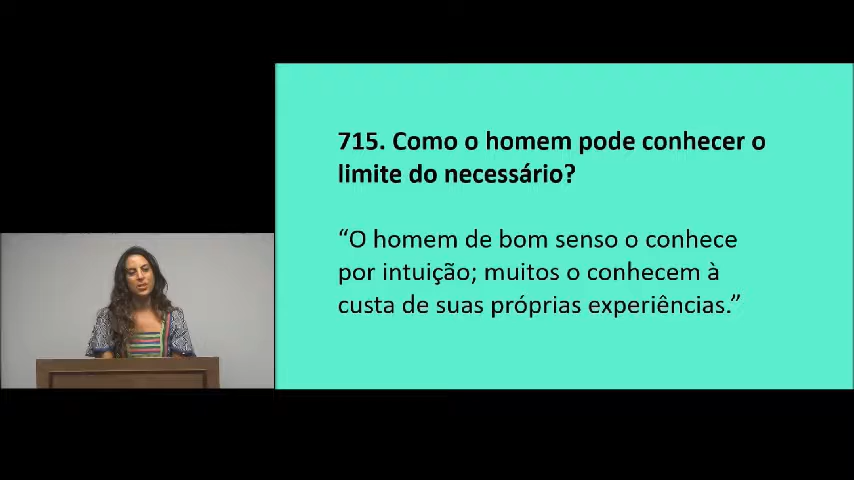 715. Como o homem pode conhecer o
limite do necessário?
“O homem de bom senso o conhece
por intuição; muitos o conhecem à
custa de suas próprias experiências.”